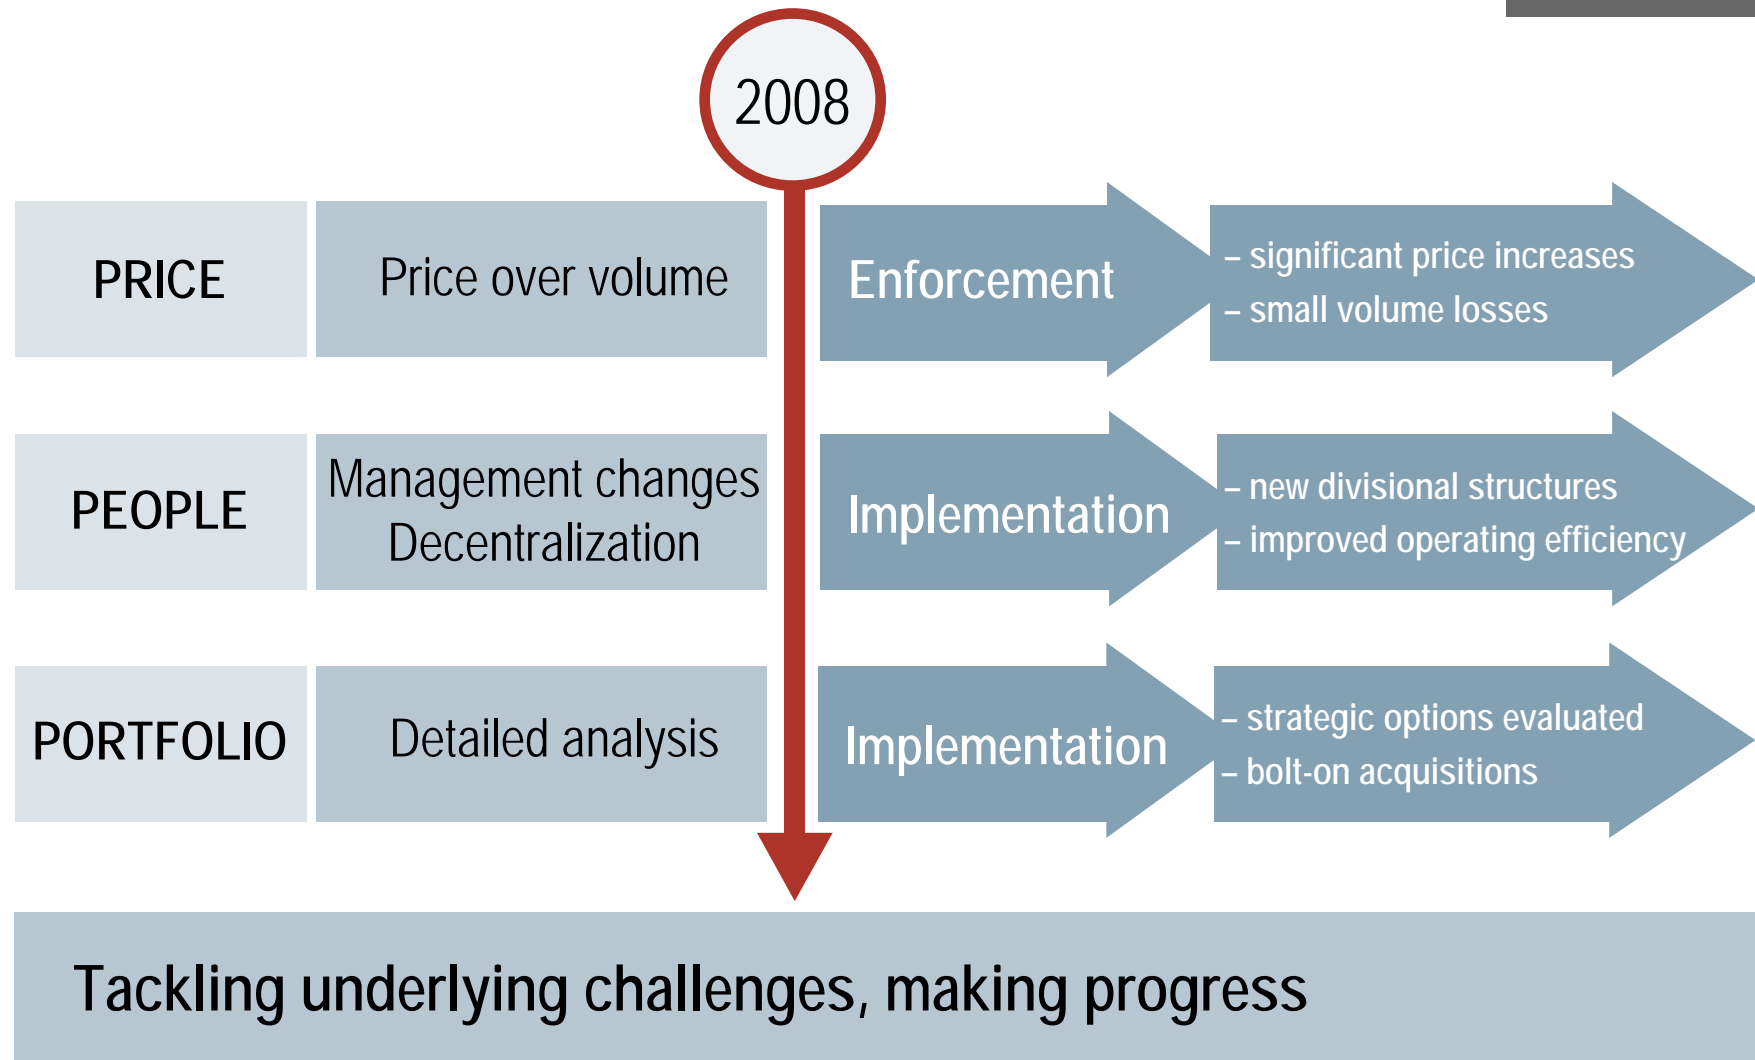 2008
PRICE
Price over volume
Enforcement
– significant price increases
– small volume losses
PEOPLE
Management changes
Decentralization
Implementation
– new divisional structures
– improved operating efficiency
PORTFOLIO
Detailed analysis
Implementation
– strategic options evaluated
– bolt-on acquisitions
Tackling underlying challenges, making progress